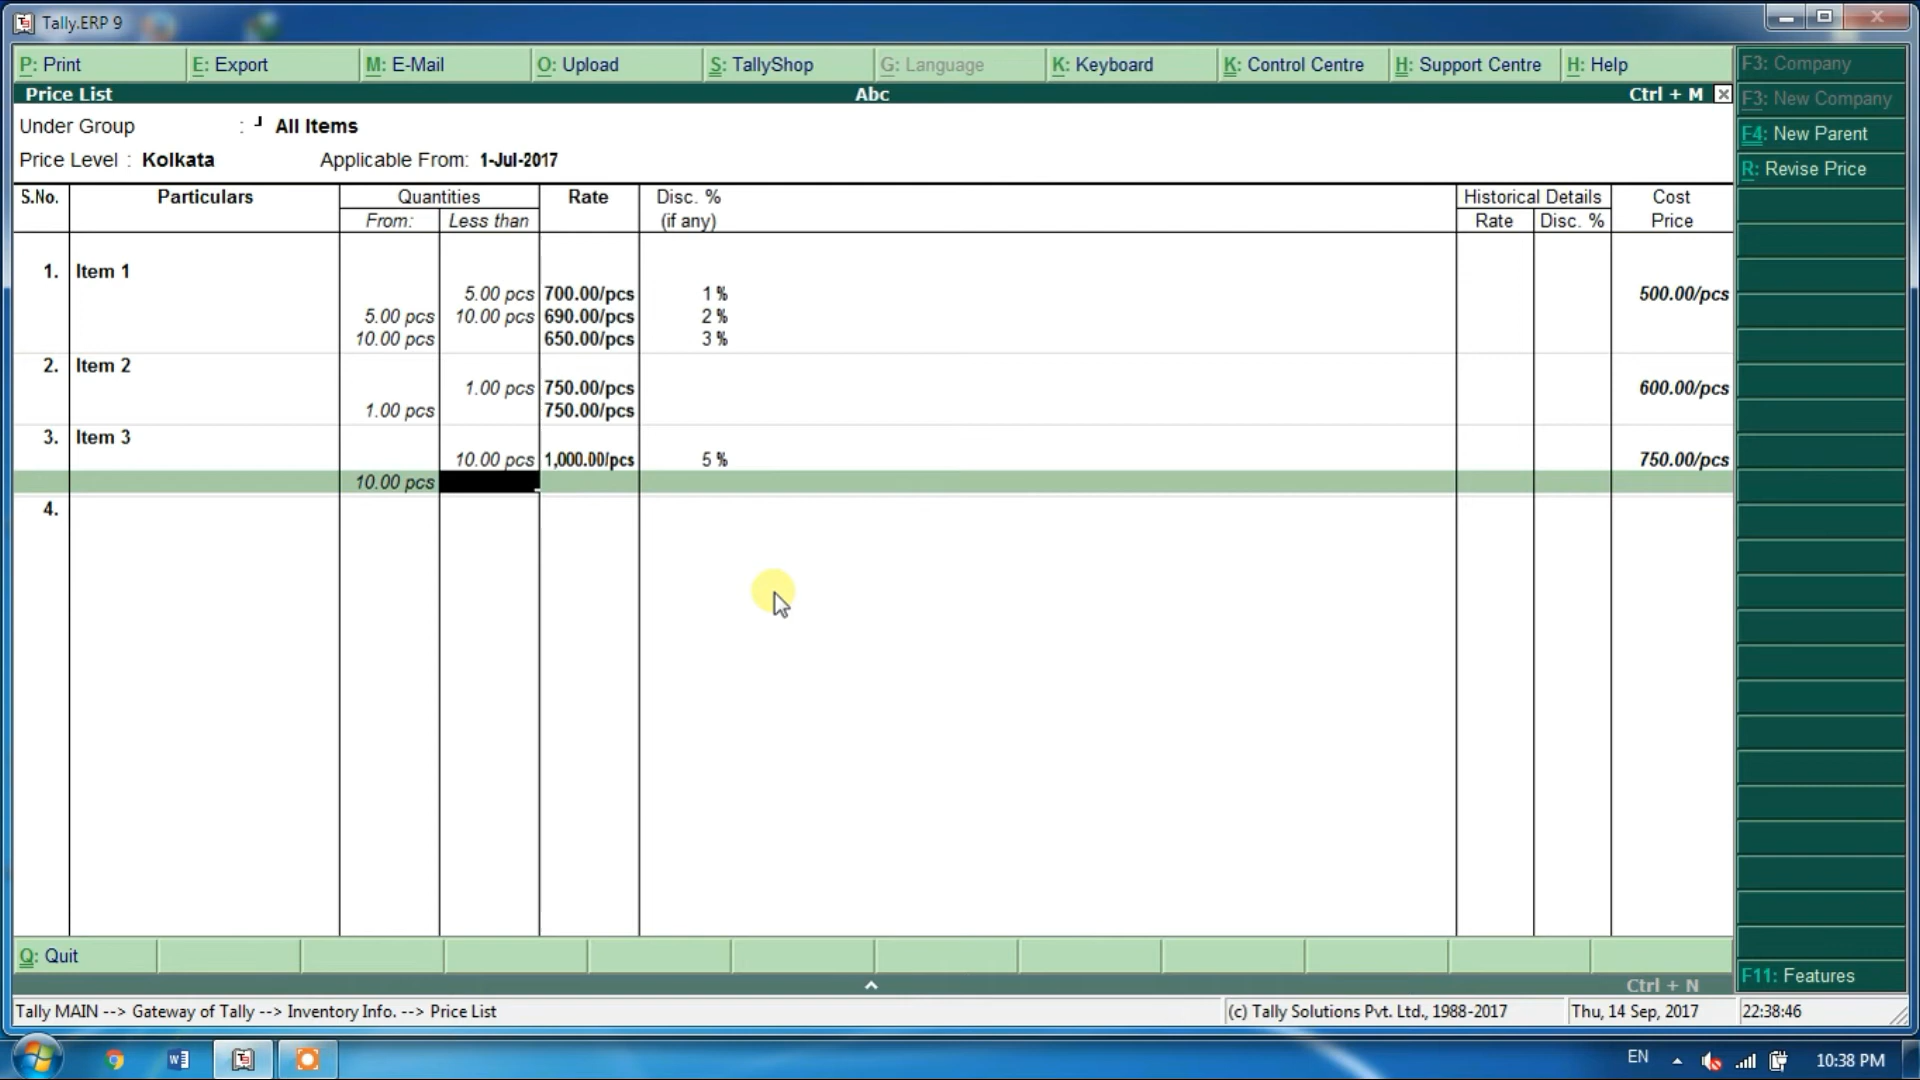 Tally.ERP 9
P: Print E: Export M: E-Mail O: Upload S: TallyShop G: Language K: Keyboard K: Control Centre H: Support Centre H: Help
Price List Abc Ctrl + M
Under Group : All Items
Price Level : Kolkata Applicable From: 1-Jul-2017
S.No. Particulars Quantities Rate Disc. % Historical Details Cost
From: Less than (if any) Rate Disc. % Price
1. Item 1
5.00 pcs 700.00/pcs 1 % 500.00/pcs
5.00 pcs 10.00 pcs 690.00/pcs 2 %
10.00 pcs 650.00/pcs 3 %
2. Item 2
1.00 pcs 750.00/pcs 600.00/pcs
1.00 pcs 750.00/pcs
3. Item 3
10.00 pcs 1,000.00/pcs 5 % 750.00/pcs
10.00 pcs
4.
F3: Company
F3: New Company
F4: New Parent
R: Revise Price
F11: Features
Q: Quit
Ctrl + N
Tally MAIN --> Gateway of Tally --> Inventory Info. --> Price List (c) Tally Solutions Pvt. Ltd., 1988-2017 Thu, 14 Sep, 2017 22:38:46
EN 10:38 PM